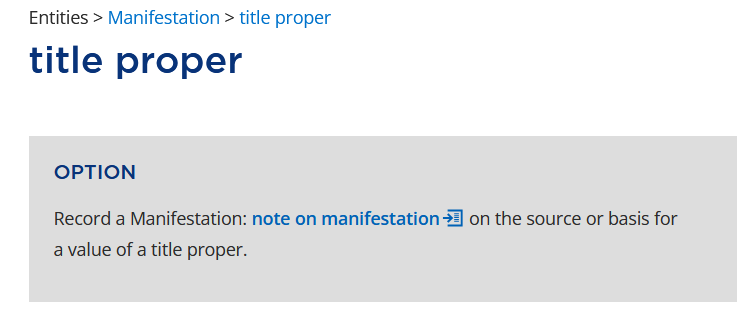 Entities > Manifestation > title proper
title proper
OPTION
Record a Manifestation: note on manifestation on the source or basis for
a value of a title proper.